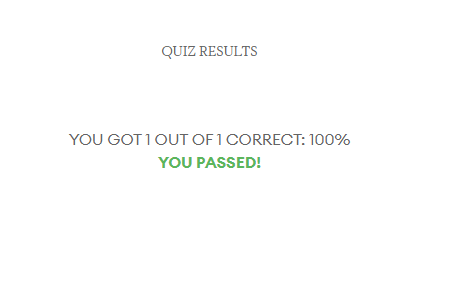 QUIZ RESULTS
YOU GOT 1 OUT OF 1 CORRECT: 100%
YOU PASSED!